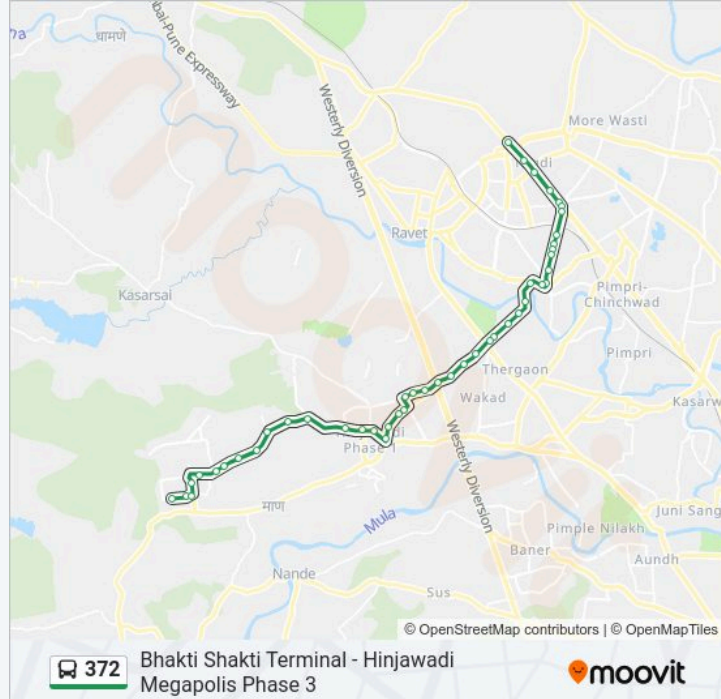 चामणे
Mumbai-Pune Expressway
Westerly Diversion
More Wasti
Ravet
Kasarsai
Pimpri-
Chinchwad
Pimpri
Thergaon
Wakad
Kasarw
Phase 1
Westerly Diversion
माण
Mula
Juni Sang
Pimple Nilakh
Baner
Aundh
Nande
Sus
© OpenStreetMap contributors | © OpenMapTiles
372
Bhakti Shakti Terminal - Hinjawadi
Megapolis Phase 3
moovit